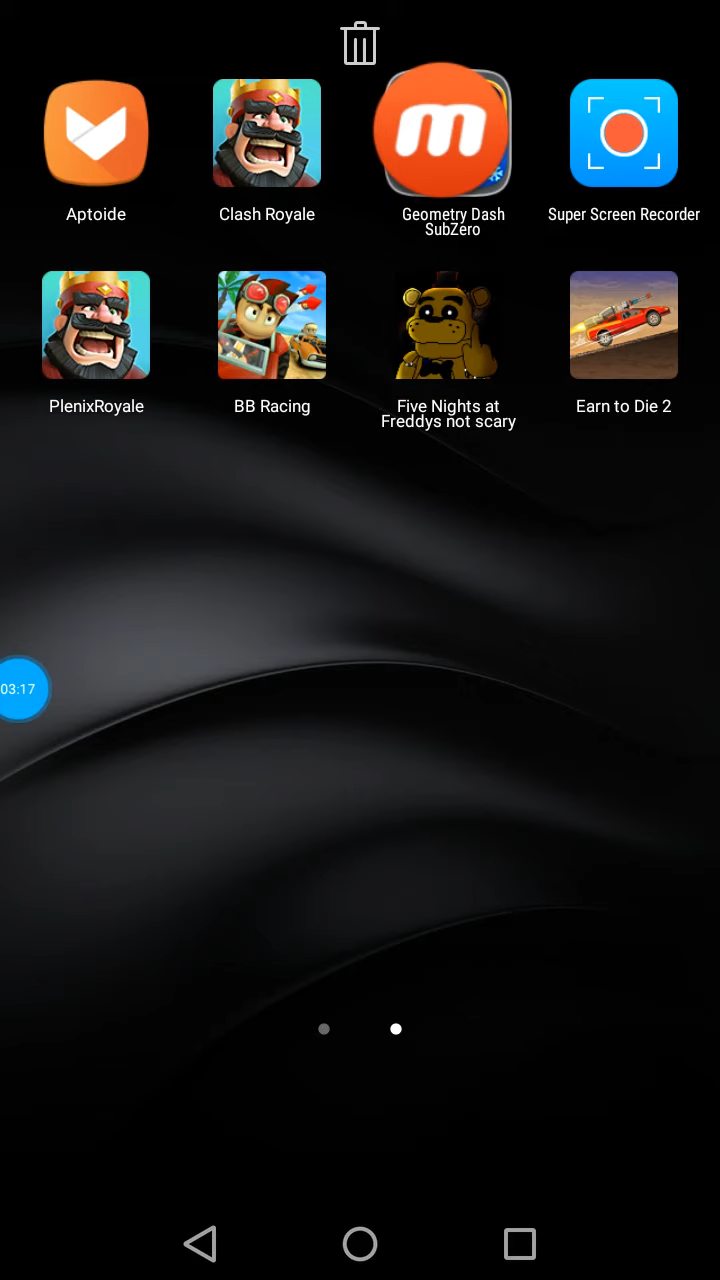 m
Aptoide
Clash Royale
Geometry Dash
SubZero
Super Screen Recorder
PlenixRoyale
BB Racing
Five Nights at
Freddys not scary
Earn to Die 2
03:17